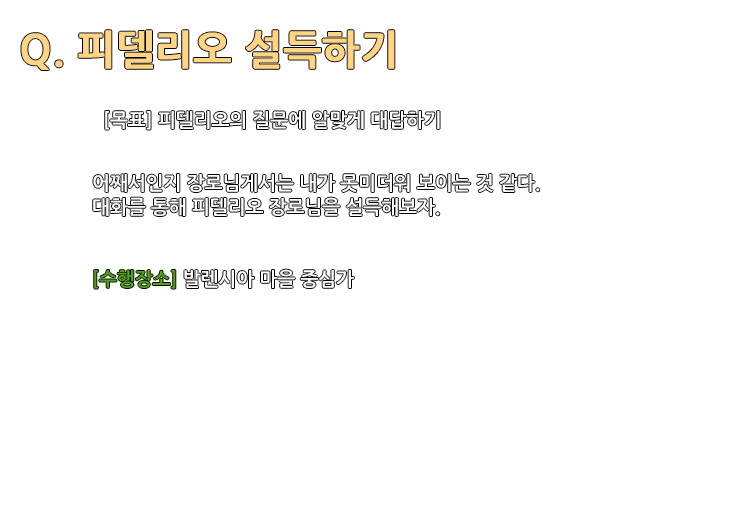 Q. 피델리오 설득하기
[목표] 피델리오의 질문에 알맞게 대답하기
어째서인지 장로님게서는 내가 못미더워 보이는 것 같다.
대화를 통해 피델리오 장로님을 설득해보자.
[수행장소] 발렌시아 마을 중심가